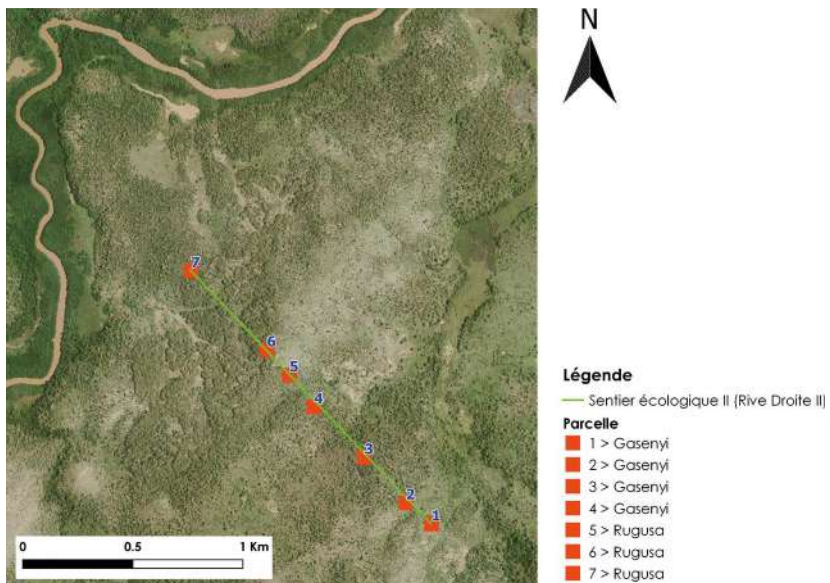 N
7
6
5
4
3
2
1
0 0.5 1 Km
Légende
Sentier écologique II (Rive Droite II)
Parcelle
1 > Gasenyi
2 > Gasenyi
3 > Gasenyi
4 > Gasenyi
5 > Rugusa
6 > Rugusa
7 > Rugusa